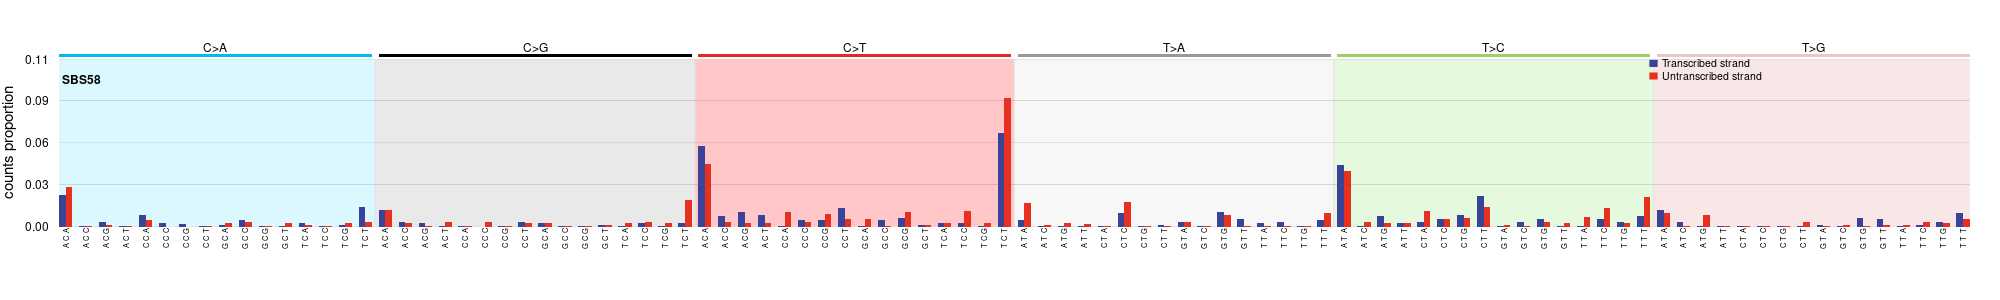 C>A C>G C>T T>A T>C T>G
0.11
0.09
0.06
0.03
0.00
counts proportion
SBS58
Transcribed strand
Untranscribed strand
ACA ACC ACG ACT CCA CCC CCG CCT GCA GCC GCG GCT TCA TCC TCG TCT ACA ACC ACG ACT CCA CCC CCG CCT GCA GCC GCG GCT TCA TCC TCG TCT ACA ACC ACG ACT CCA CCC CCG CCT GCA GCC GCG GCT TCA TCC TCG TCT ATA ATC ATG ATT CTA CTC CTG CTT GTA GTC GTG GTT TTA TTC TTG TTT ATA ATC ATG ATT CTA CTC CTG CTT GTA GTC GTG GTT TTA TTC TTG TTT ATA ATC ATG ATT CTA CTC CTG CTT GTA GTC GTG GTT TTA TTC TTG TTT